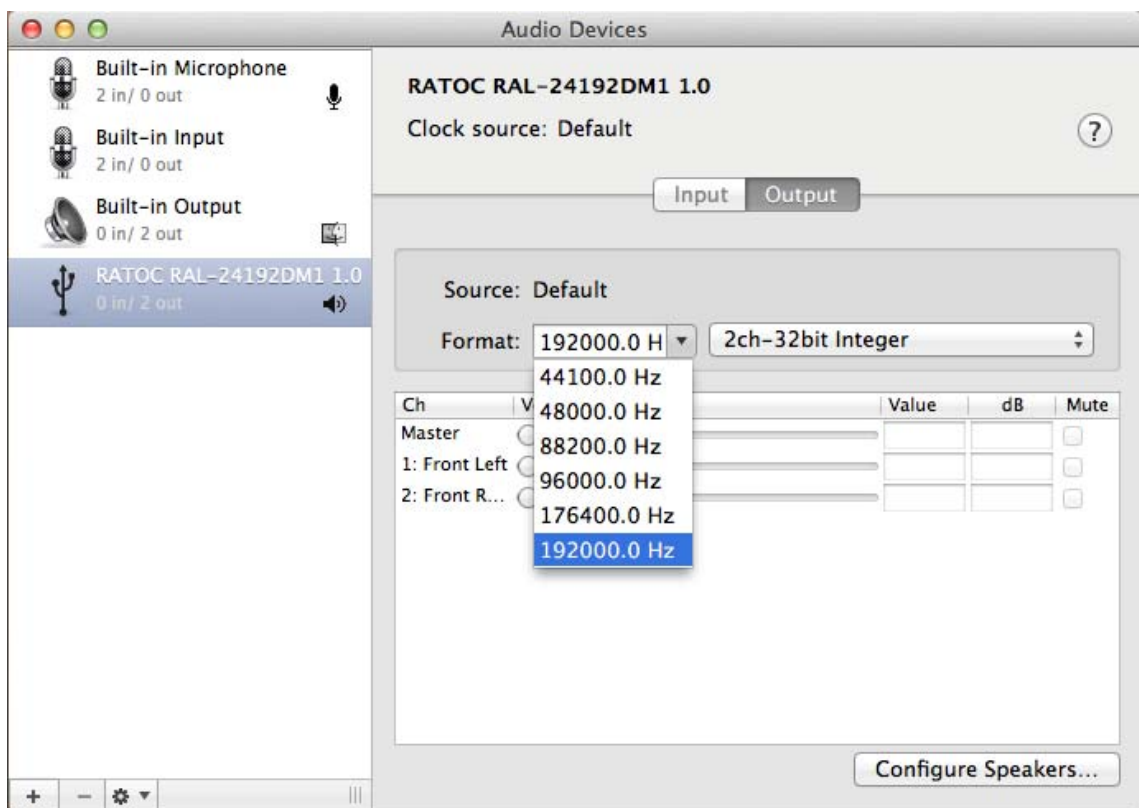 Audio Devices
Built-in Microphone
2 in/ 0 out
Built-in Input
2 in/ 0 out
Built-in Output
0 in/ 2 out
RATOC RAL-24192DM1 1.0
0 in/ 2 out
RATOC RAL-24192DM1 1.0
Clock source: Default
?
Input Output
Source: Default
Format: 192000.0 H 2ch-32bit Integer
44100.0 Hz
48000.0 Hz
88200.0 Hz
96000.0 Hz
176400.0 Hz
192000.0 Hz
Ch V Value dB Mute
Master
1: Front Left
2: Front R...
Configure Speakers...